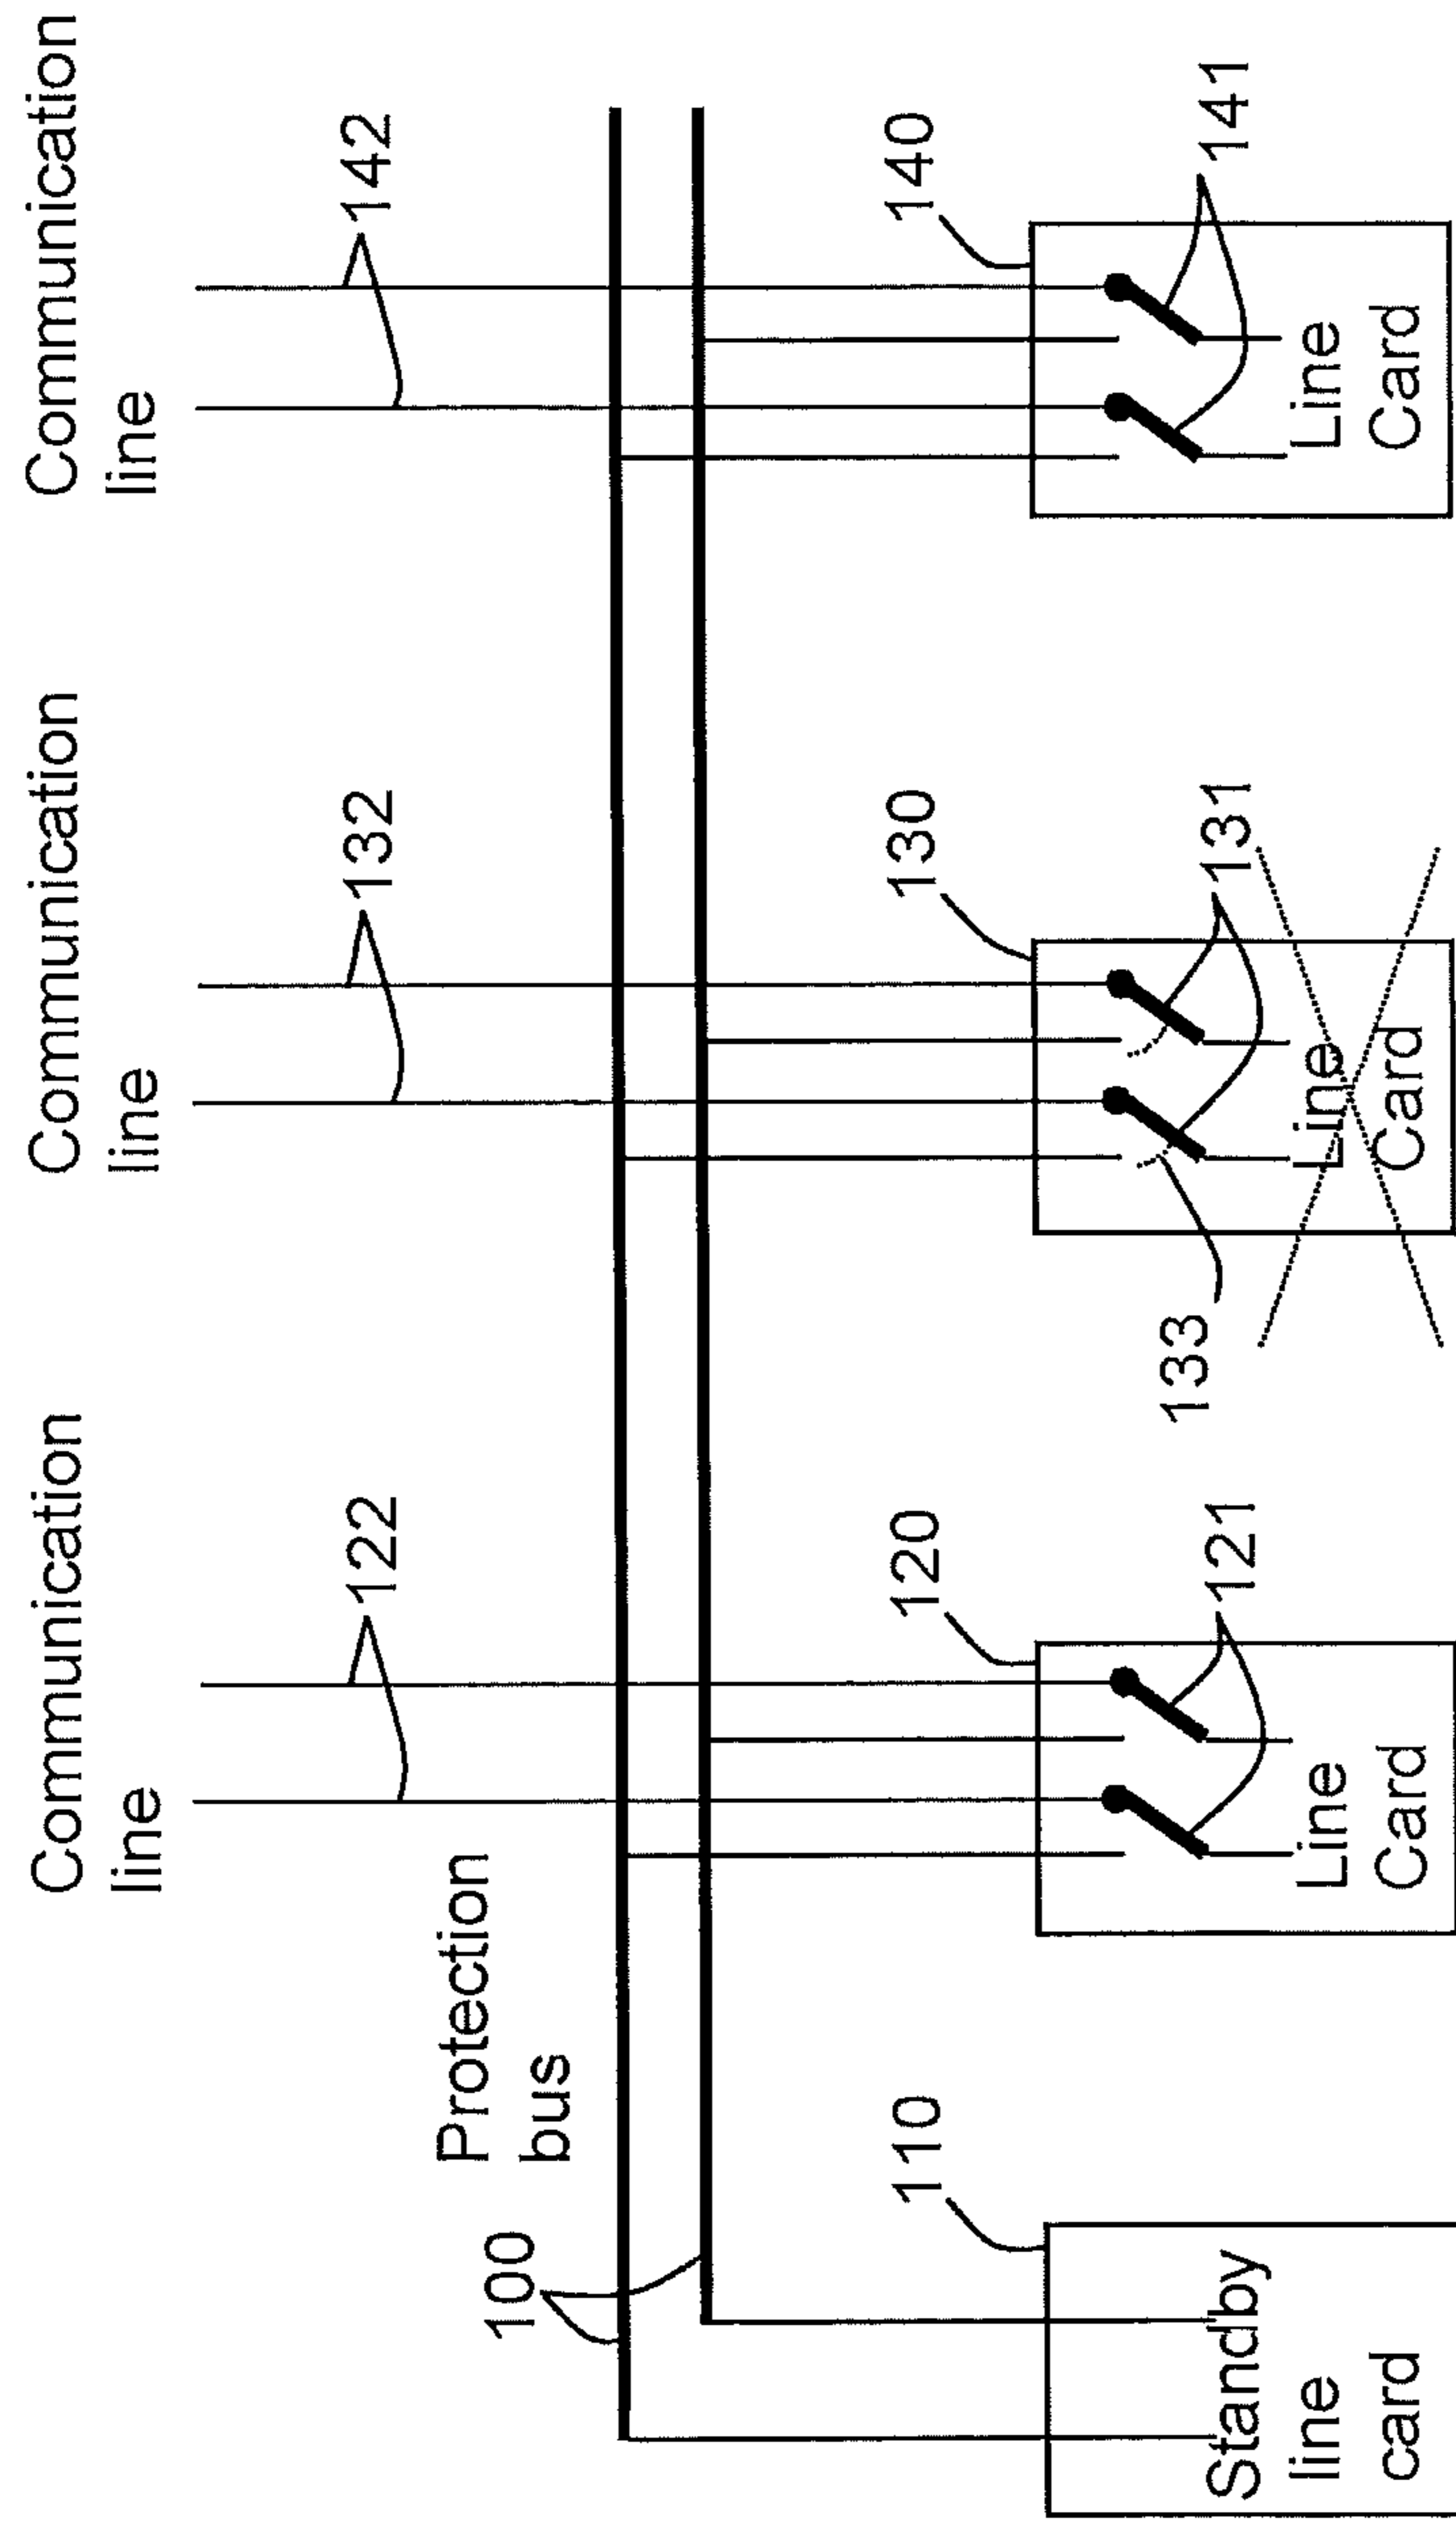 Communication
line
Communication
line
Communication
line
122
132
142
Protection
bus
100
110
120
130
140
133
121
131
141
Standby
line
card
Line
Card
Line
Card
Line
Card